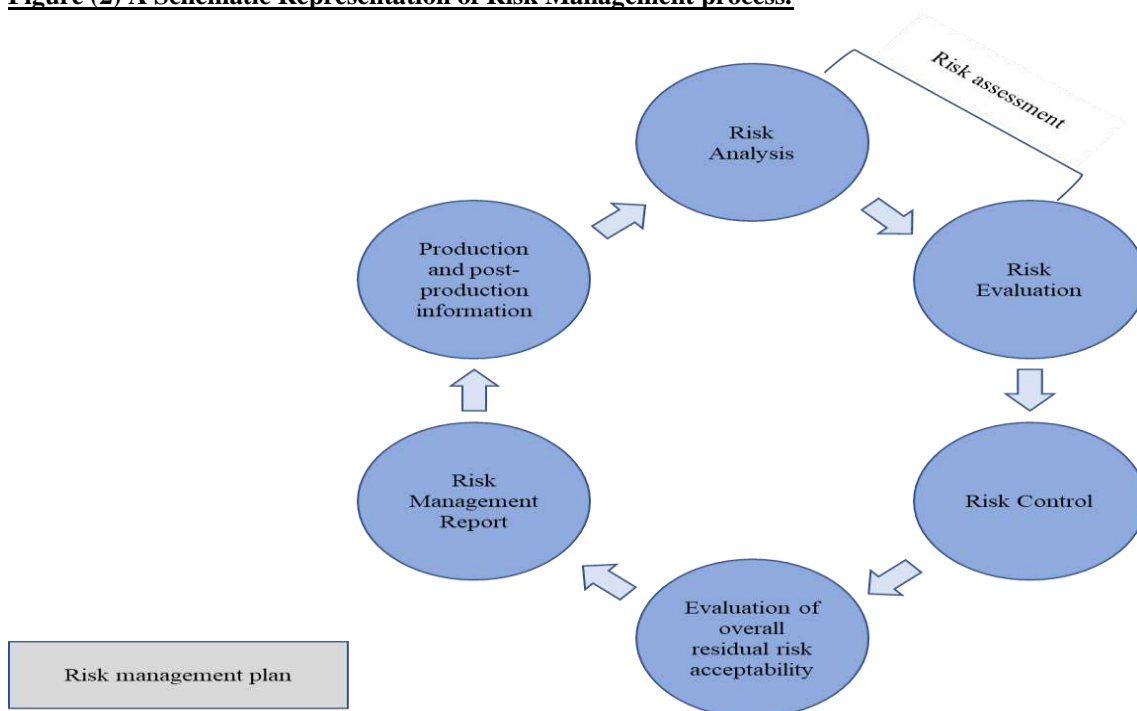 Figure (2) A Schematic Representation of Risk Management process.
Risk assessment
Risk
Analysis
Risk
Evaluation
Risk Control
Evaluation of
overall
residual risk
acceptability
Risk
Management
Report
Production
and post-
production
information
Risk management plan